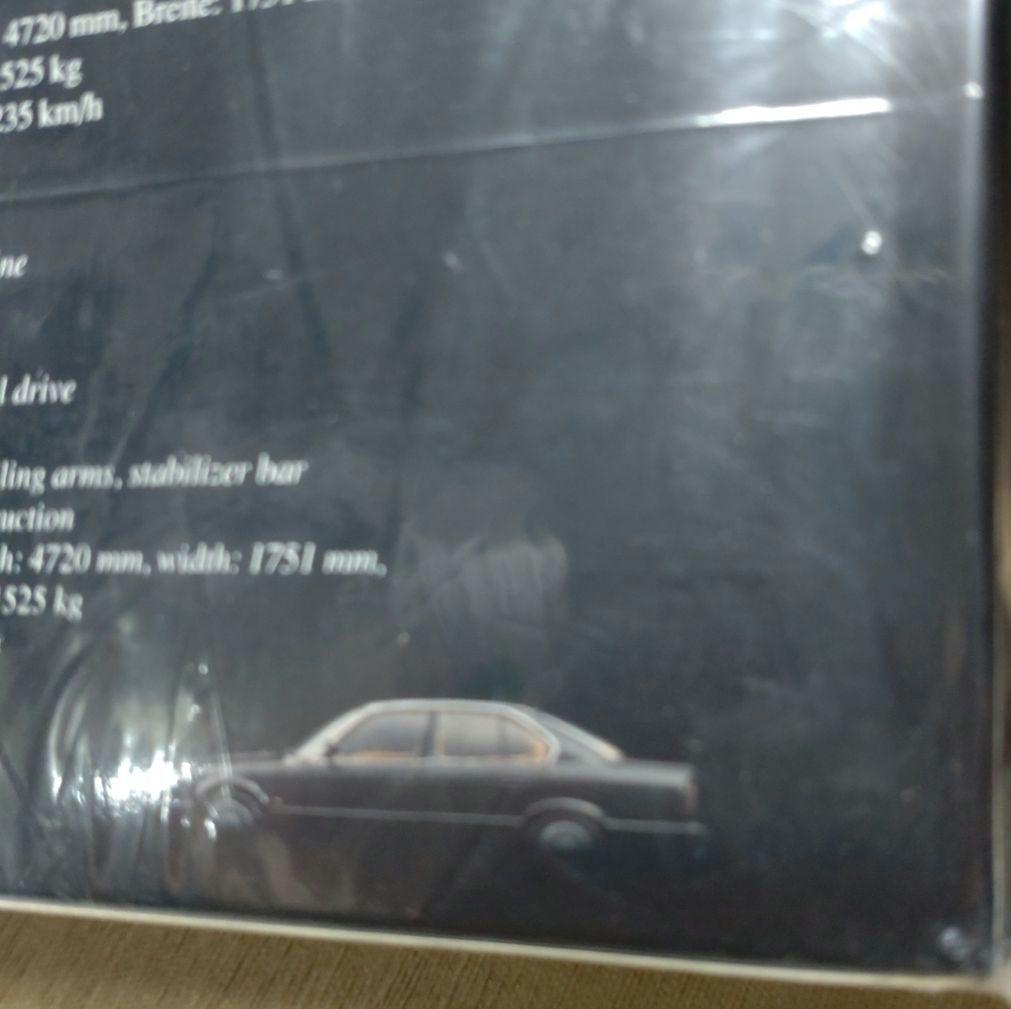 4720 mm, Breite: 1751
525 kg
235 km/h
ine
l drive
ling arms, stabilizer bar
uction
h: 4720 mm, width: 1751 mm,
525 kg